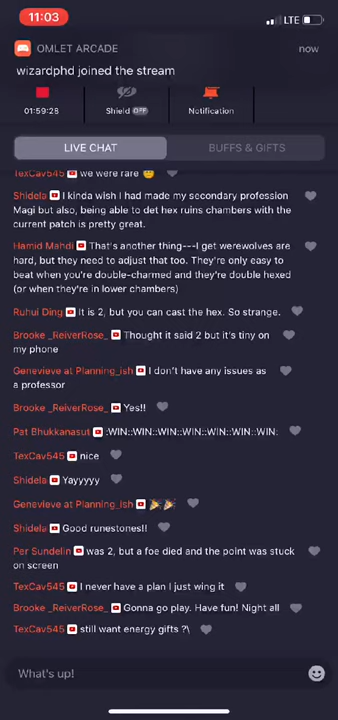 11:03
LTE
OMLET ARCADE
now
wizardphd joined the stream
01:59:28
Shield OFF
Notification
LIVE CHAT
BUFFS & GIFTS
TexCav545 we were rare
Shidela I kinda wish I had made my secondary profession
Magi but also, being able to det hex ruins chambers with the
current patch is pretty great.
Hamid Mahdi That's another thing---I get werewolves are
hard, but they need to adjust that too. They're only easy to
beat when you're double-charmed and they're double hexed
(or when they're in lower chambers)
Ruhui Ding It is 2, but you can cast the hex. So strange.
Brooke _ReiverRose_ Thought it said 2 but it's tiny on
my phone
Genevieve at Planning_ish I don't have any issues as
a professor
Brooke _ReiverRose_ Yes!!
Pat Bhukkanasut :WIN::WIN::WIN::WIN::WIN::WIN::WIN:
TexCav545 nice
Shidela Yayyyyy
Genevieve at Planning_ish 🎉🎉
Shidela Good runestones!!
Per Sundelin was 2, but a foe died and the point was stuck
on screen
TexCav545 I never have a plan I just wing it
Brooke _ReiverRose_ Gonna go play. Have fun! Night all
TexCav545 still want energy gifts ?\
What's up!